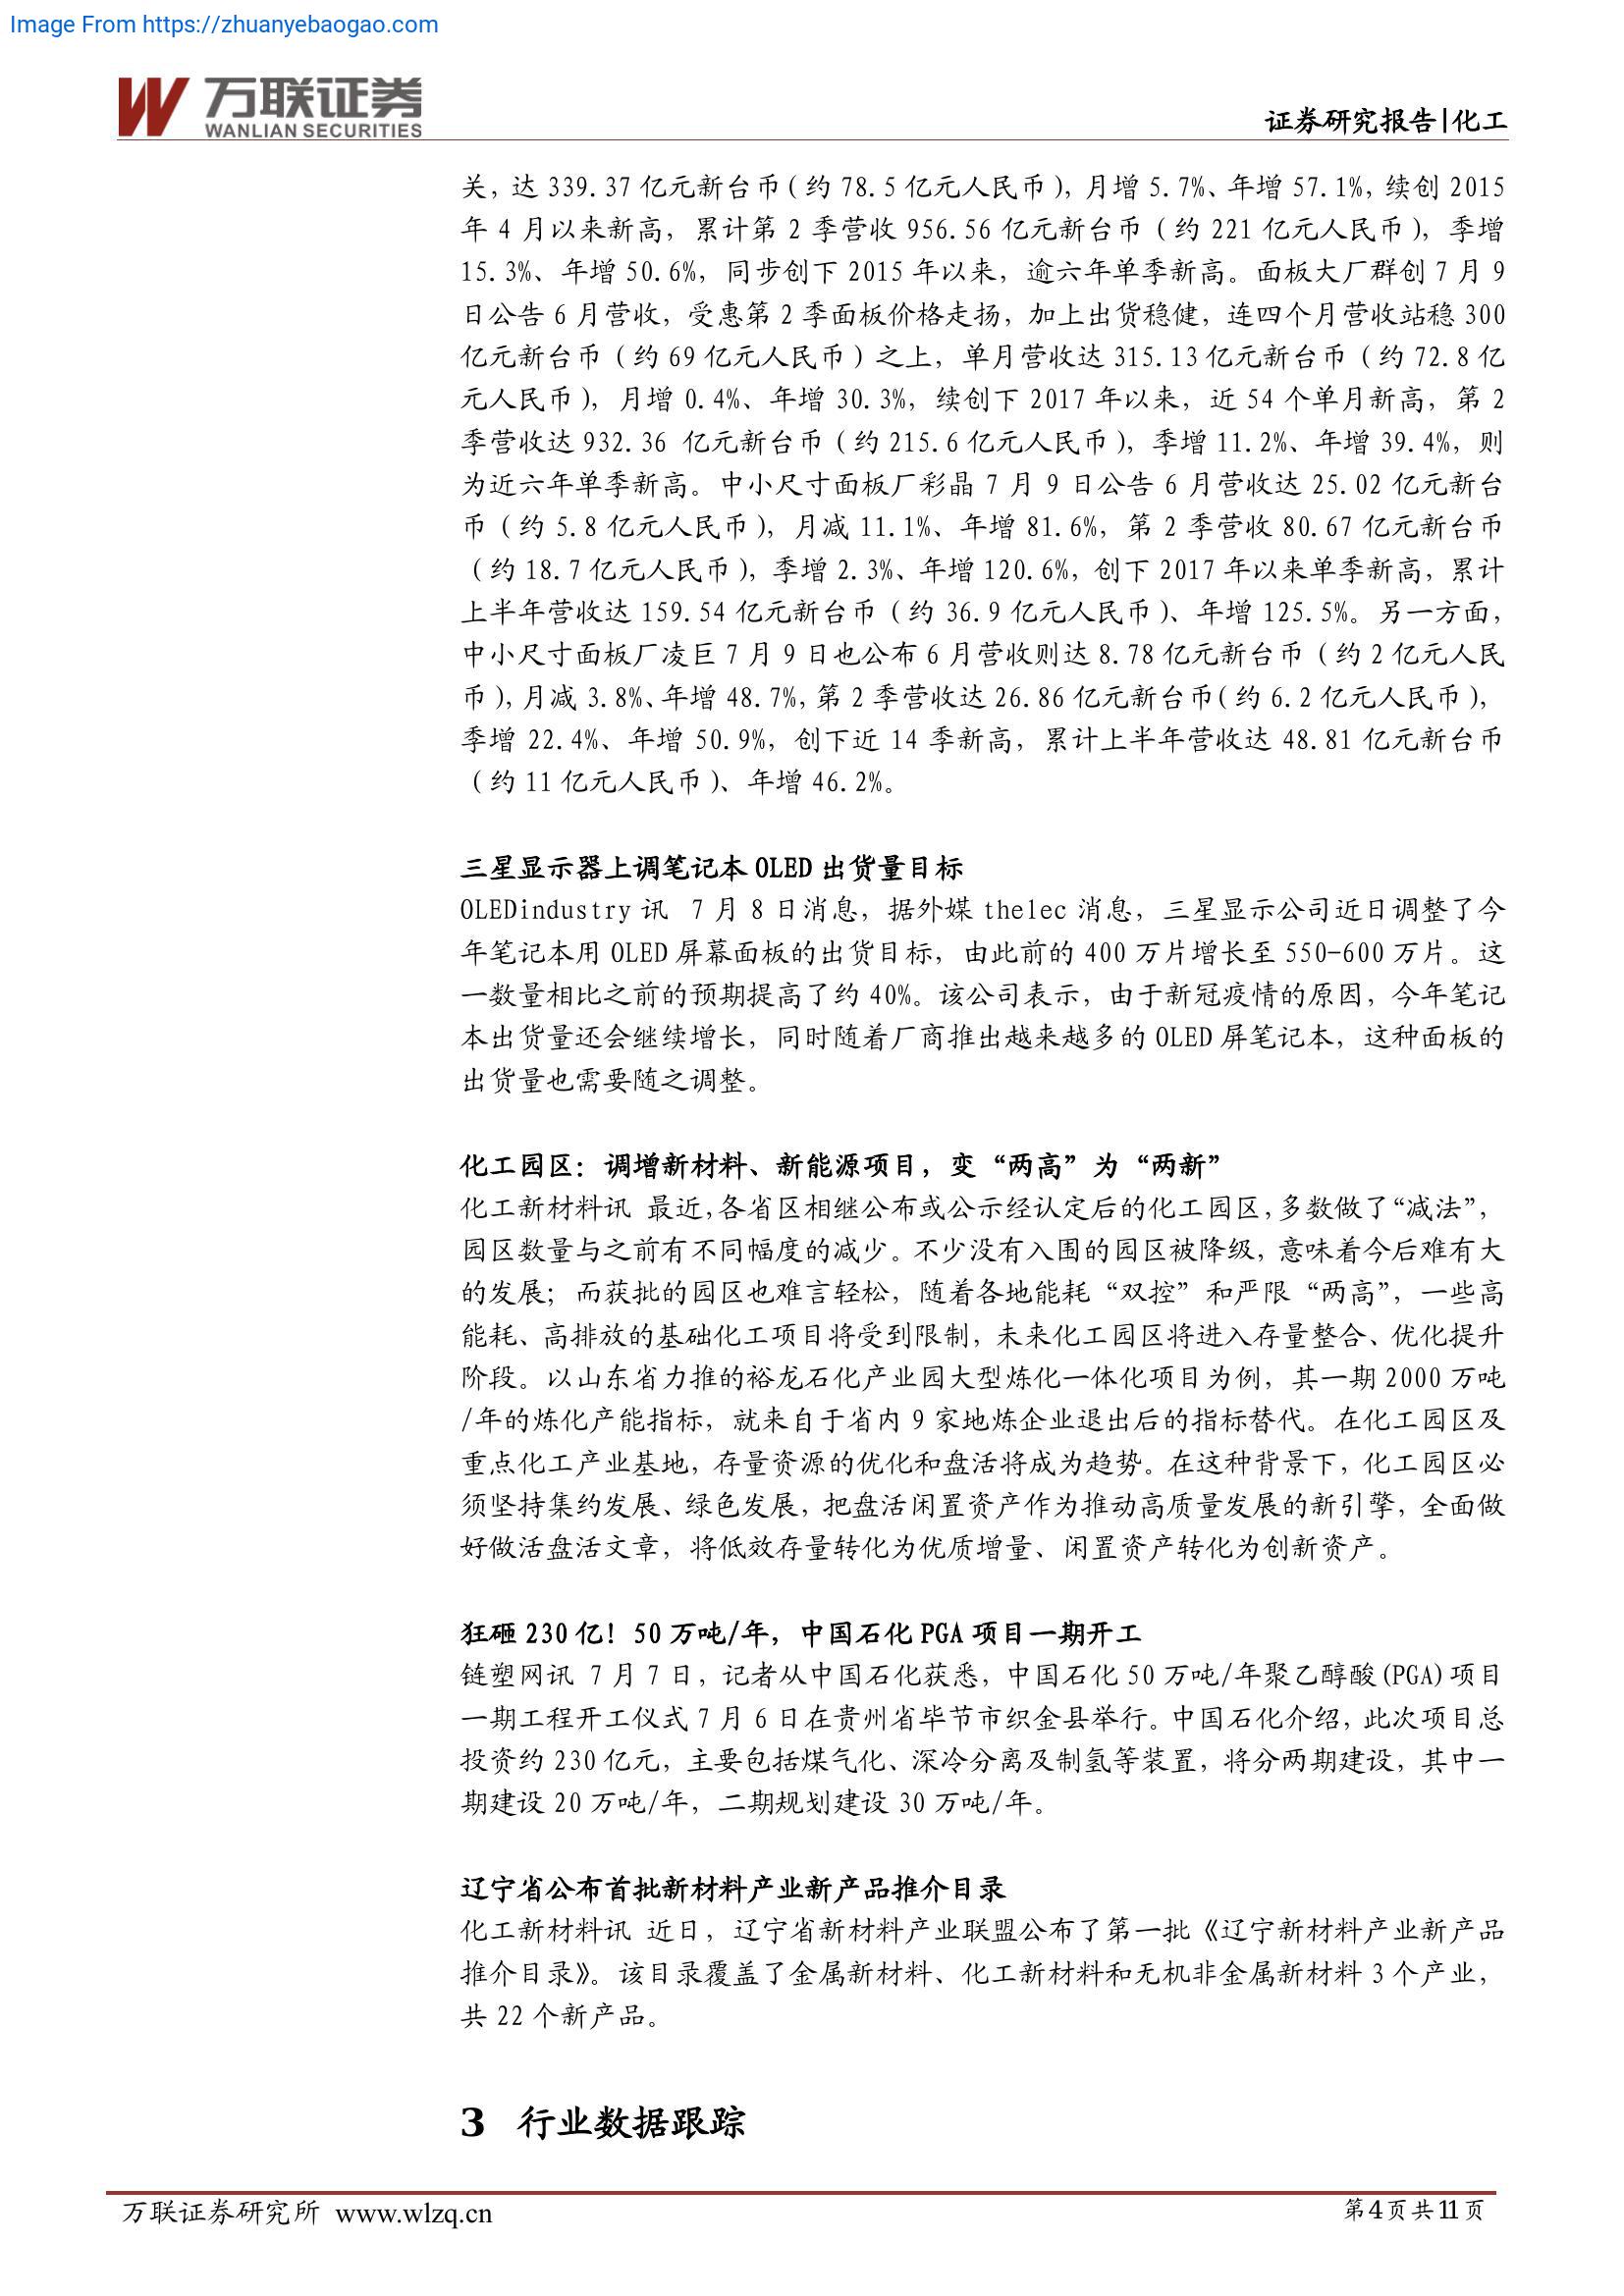 Image From https://zhuanyebaogao.com
万联证券
WANLIAN SECURITIES
证券研究报告|化工
关，达 339.37 亿元新台币（约 78.5 亿元人民币），月增 5.7%、年增 57.1%，续创 2015
年 4 月以来新高，累计第 2 季营收 956.56 亿元新台币（约 221 亿元人民币），季增
15.3%、年增 50.6%，同步创下 2015 年以来，逾六年单季新高。面板大厂群创 7 月 9
日公告 6 月营收，受惠第 2 季面板价格走扬，加上出货稳健，连四个月营收站稳 300
亿元新台币（约 69 亿元人民币）之上，单月营收达 315.13 亿元新台币（约 72.8 亿
元人民币），月增 0.4%、年增 30.3%，续创下 2017 年以来，近 54 个单月新高，第 2
季营收达 932.36 亿元新台币（约 215.6 亿元人民币），季增 11.2%、年增 39.4%，则
为近六年单季新高。中小尺寸面板厂彩晶 7 月 9 日公告 6 月营收达 25.02 亿元新台
币（约 5.8 亿元人民币），月减 11.1%、年增 81.6%，第 2 季营收 80.67 亿元新台币
（约 18.7 亿元人民币），季增 2.3%、年增 120.6%，创下 2017 年以来单季新高，累计
上半年营收达 159.54 亿元新台币（约 36.9 亿元人民币）、年增 125.5%。另一方面，
中小尺寸面板厂凌巨 7 月 9 日也公布 6 月营收则达 8.78 亿元新台币（约 2 亿元人民
币），月减 3.8%、年增 48.7%，第 2 季营收达 26.86 亿元新台币（约 6.2 亿元人民币），
季增 22.4%、年增 50.9%，创下近 14 季新高，累计上半年营收达 48.81 亿元新台币
（约 11 亿元人民币）、年增 46.2%。
三星显示器上调笔记本 OLED 出货量目标
OLEDindustry 讯 7 月 8 日消息，据外媒 thelec 消息，三星显示公司近日调整了今
年笔记本用 OLED 屏幕面板的出货目标，由此前的 400 万片增长至 550-600 万片。这
一数量相比之前的预期提高了约 40%。该公司表示，由于新冠疫情的原因，今年笔记
本出货量还会继续增长，同时随着厂商推出越来越多的 OLED 屏笔记本，这种面板的
出货量也需要随之调整。
化工园区：调增新材料、新能源项目，变“两高”为“两新”
化工新材料讯 最近，各省区相继公布或公示经认定后的化工园区，多数做了“减法”，
园区数量与之前有不同幅度的减少。不少没有入围的园区被降级，意味着今后难有大
的发展；而获批的园区也难言轻松，随着各地能耗“双控”和严限“两高”，一些高
能耗、高排放的基础化工项目将受到限制，未来化工园区将进入存量整合、优化提升
阶段。以山东省力推的裕龙石化产业园大型炼化一体化项目为例，其一期 2000 万吨
/年的炼化产能指标，就来自于省内 9 家地炼企业退出后的指标替代。在化工园区及
重点化工产业基地，存量资源的优化和盘活将成为趋势。在这种背景下，化工园区必
须坚持集约发展、绿色发展，把盘活闲置资产作为推动高质量发展的新引擎，全面做
好做活盘活文章，将低效存量转化为优质增量、闲置资产转化为创新资产。
狂砸 230 亿！50 万吨/年，中国石化 PGA 项目一期开工
链塑网讯 7 月 7 日，记者从中国石化获悉，中国石化 50 万吨/年聚乙醇酸(PGA)项目
一期工程开工仪式 7 月 6 日在贵州省毕节市织金县举行。中国石化介绍，此次项目总
投资约 230 亿元，主要包括煤气化、深冷分离及制氢等装置，将分两期建设，其中一
期建设 20 万吨/年，二期规划建设 30 万吨/年。
辽宁省公布首批新材料产业新产品推介目录
化工新材料讯 近日，辽宁省新材料产业联盟公布了第一批《辽宁新材料产业新产品
推介目录》。该目录覆盖了金属新材料、化工新材料和无机非金属新材料 3 个产业，
共 22 个新产品。
3 行业数据跟踪
万联证券研究所 www.wlzq.cn
第 4 页 共 11 页